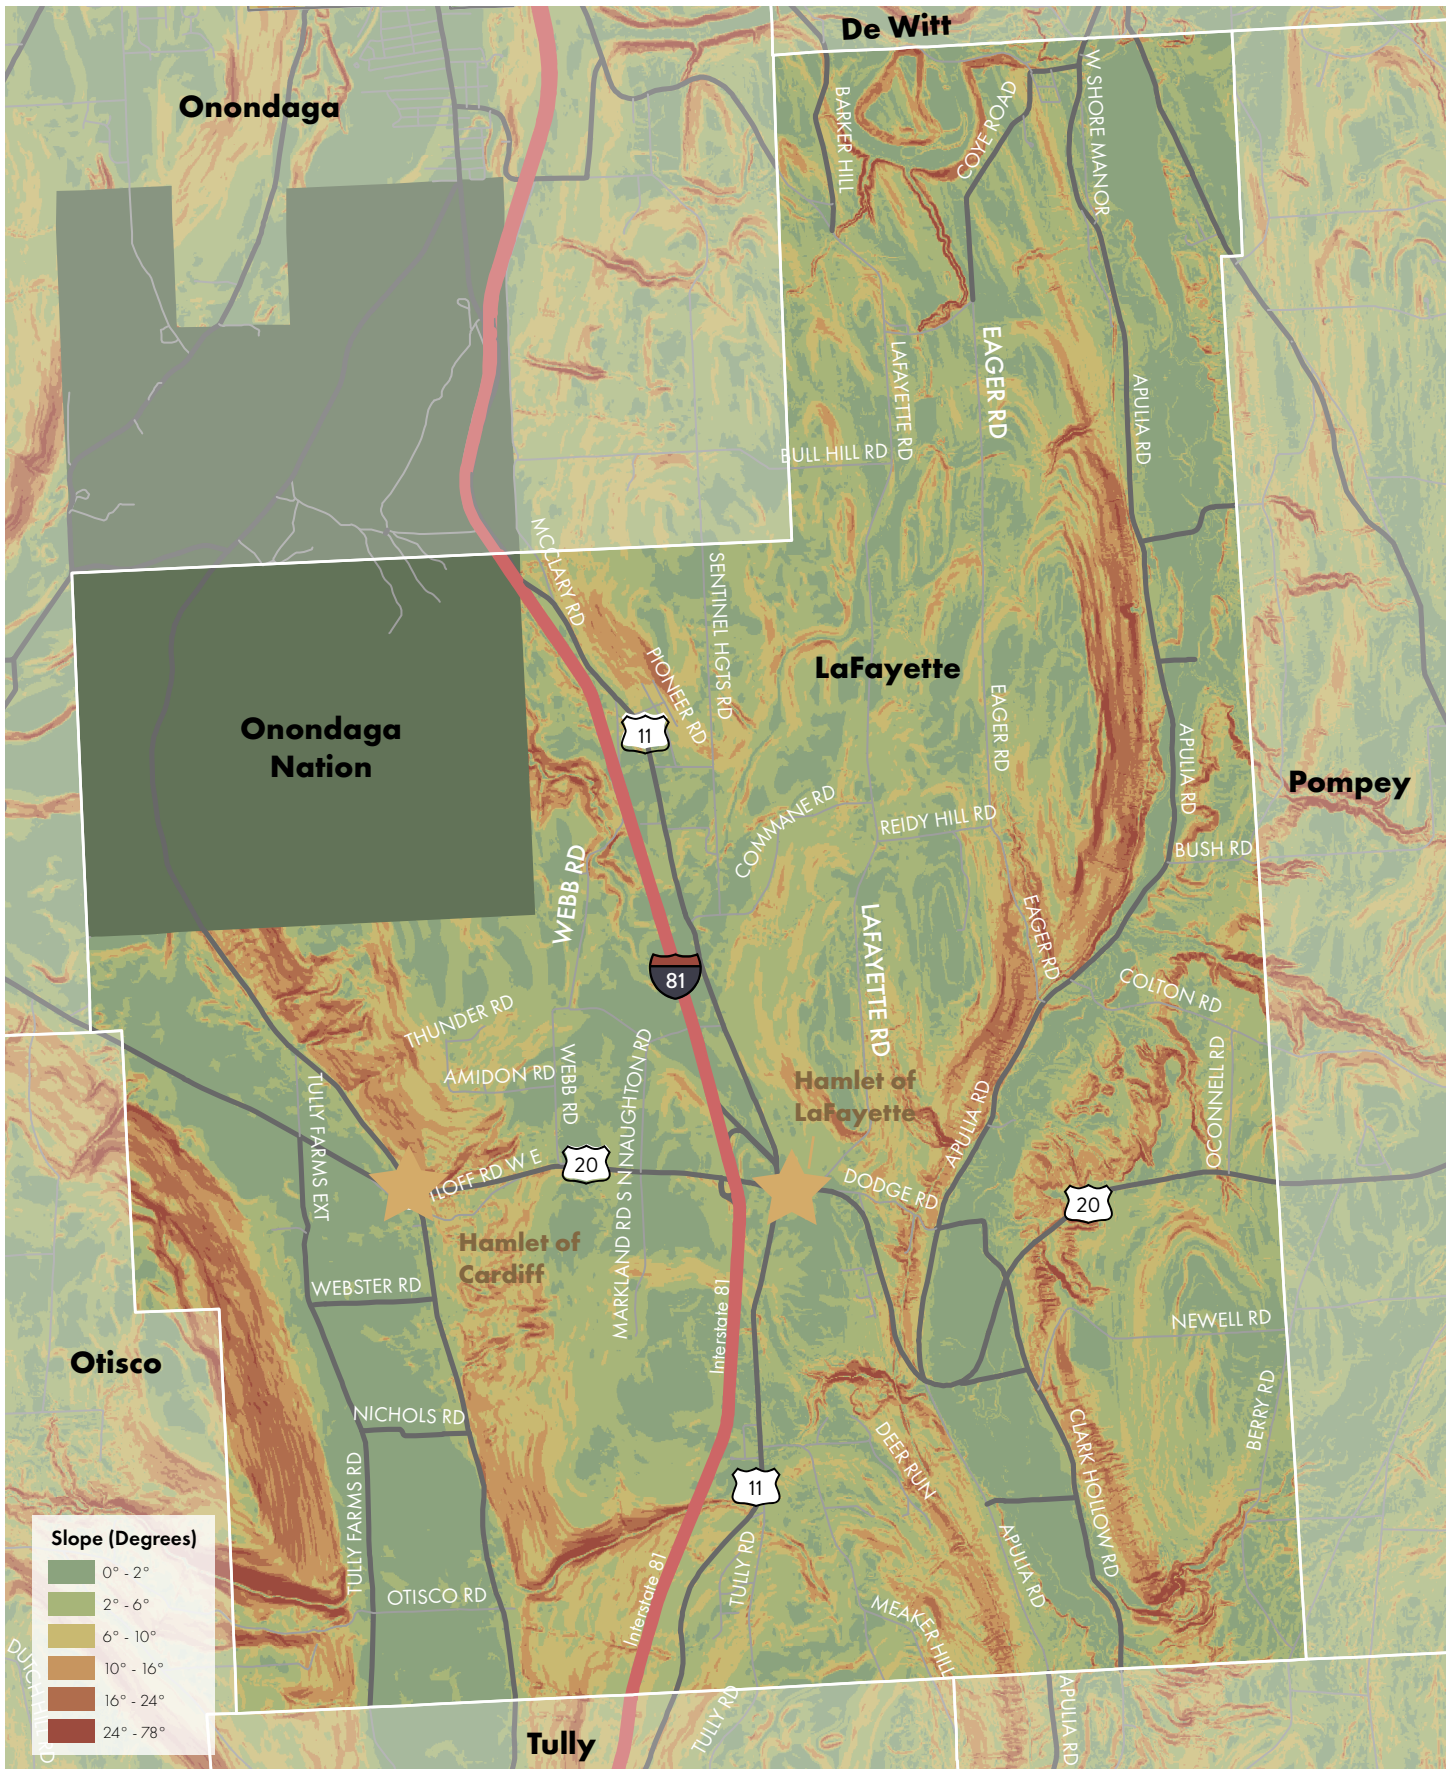 De Witt
Onondaga
BARKER HILL
COYE ROAD
W SHORE MANOR
LAFAYETTE RD
EAGER RD
APULIA RD
BULL HILL RD
MCCLARY RD
SENTINEL HGTS RD
PIONEER RD
LaFayette
Onondaga
Nation
11
EAGER RD
APULIA RD
Pompey
COMMANE RD
REIDY HILL RD
BUSH RD
WEBB RD
LAFAYETTE RD
EAGER RD
81
COLTON RD
THUNDER RD
AMIDON RD
WEBB RD
MARKLAND RD S N NAUGHTON RD
OCONNELL RD
TULLY FARMS EXT
Hamlet of
LaFayette
APULIA RD
LOFF RD W E
20
DODGE RD
20
Hamlet of
Cardiff
WEBSTER RD
Interstate 81
NEWELL RD
Otisco
BERRY RD
NICHOLS RD
DEER RUN
CLARK HOLLOW RD
TULLY FARMS RD
11
APULIA RD
TULLY RD
Interstate 81
OTISCO RD
MEAKER HILL
Slope (Degrees)
0° - 2°
2° - 6°
6° - 10°
10° - 16°
16° - 24°
24° - 78°
Tully
TULLY RD
APULIA RD